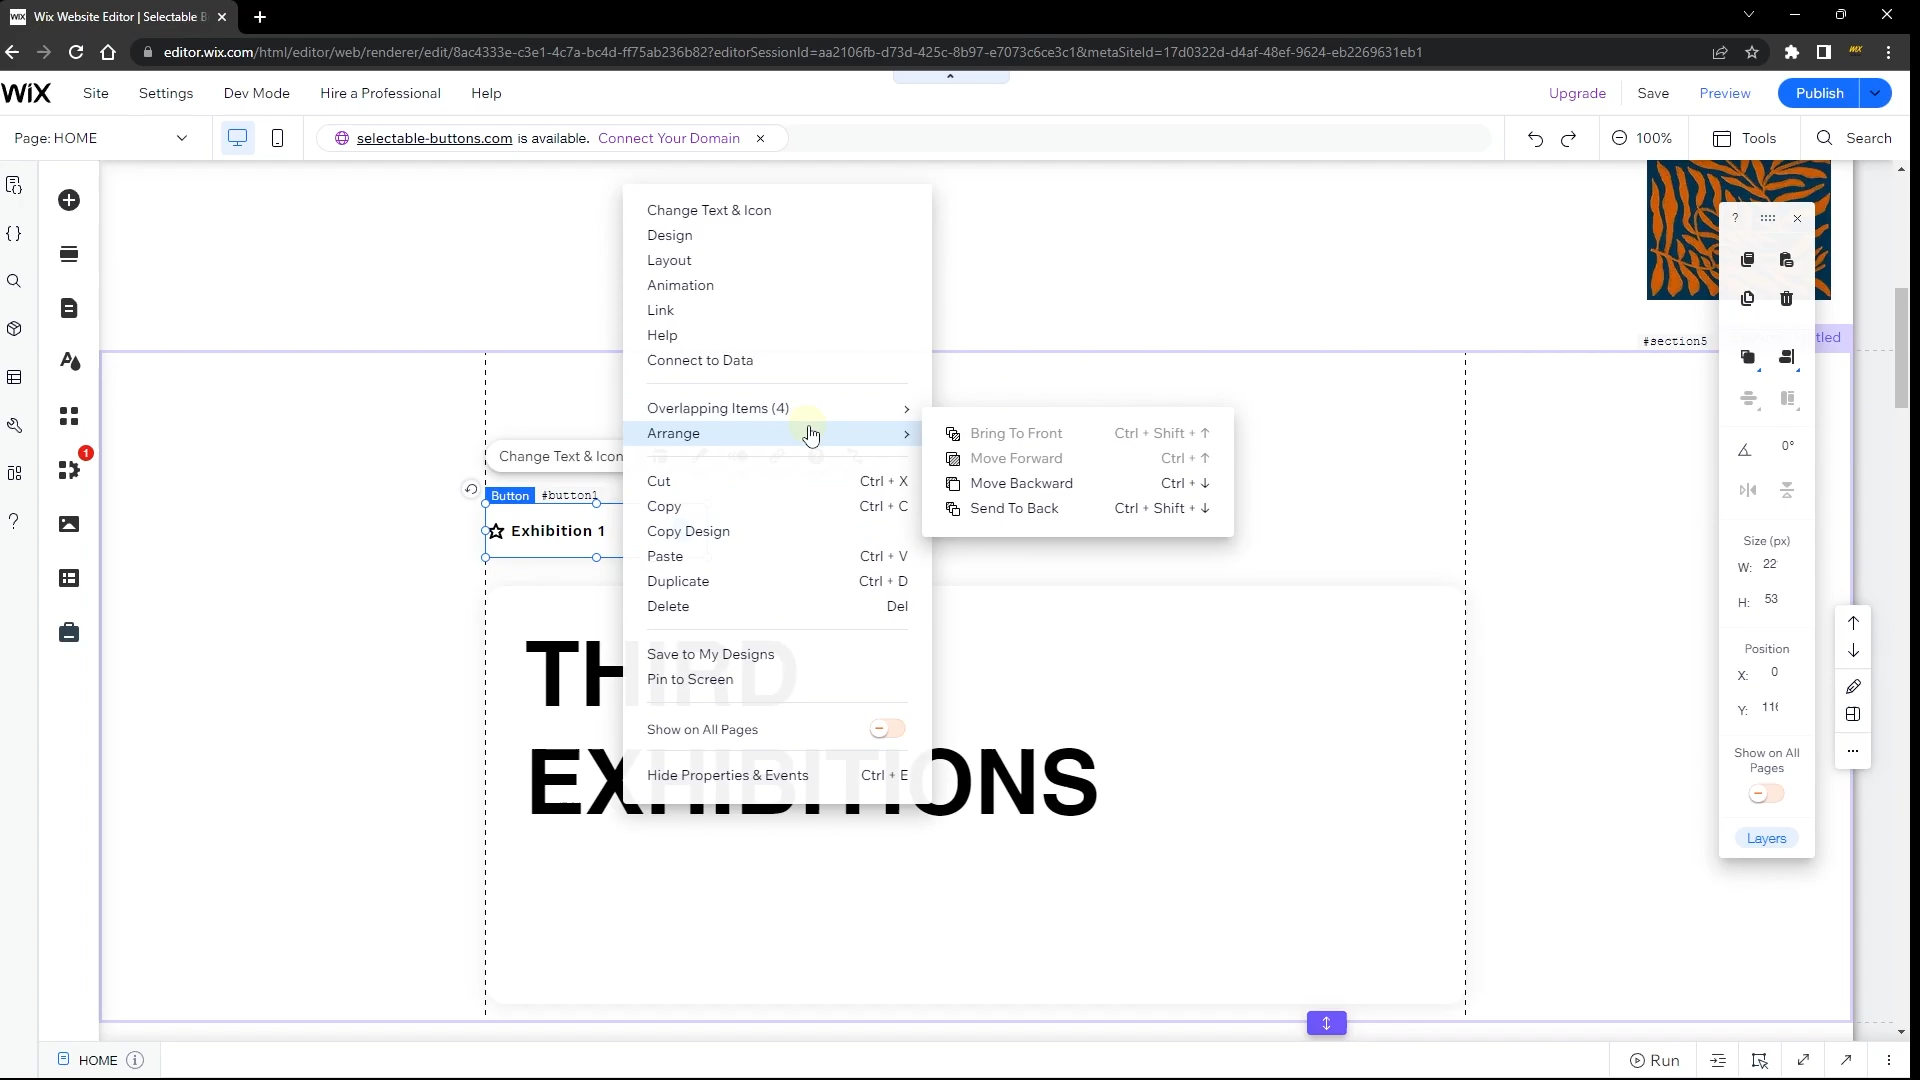 WiX Wix Website Editor | Selectable B
editor.wix.com/html/editor/web/renderer/edit/8ac4333e-c3e1-4c7a-bc4d-ff75ab236b82?editorSessionId=aa2106fb-d73d-425c-8b97-e7073c6ce3c1&metaSiteId=17d0322d-d4af-48ef-9624-eb2269631eb1
WiX Site Settings Dev Mode Hire a Professional Help Upgrade Save Preview Publish
Page: HOME selectable-buttons.com is available. Connect Your Domain 100% Tools Search
Change Text & Icon
Design
Layout
Animation
Link
Help
Connect to Data
Overlapping Items (4)
Arrange
Cut Ctrl + X
Copy Ctrl + C
Copy Design
Paste Ctrl + V
Duplicate Ctrl + D
Delete Del
Save to My Designs
Pin to Screen
Show on All Pages
Hide Properties & Events Ctrl + E
Bring To Front Ctrl + Shift + ↑
Move Forward Ctrl + ↑
Move Backward Ctrl + ↓
Send To Back Ctrl + Shift + ↓
#section5
tled
Change Text & Icon
1
Button #button1
Exhibition 1
THIRD
EXHIBITIONS
?
0°
Size (px)
W: 22
H: 53
Position
X: 0
Y: 116
Show on All
Pages
Layers
HOME Run